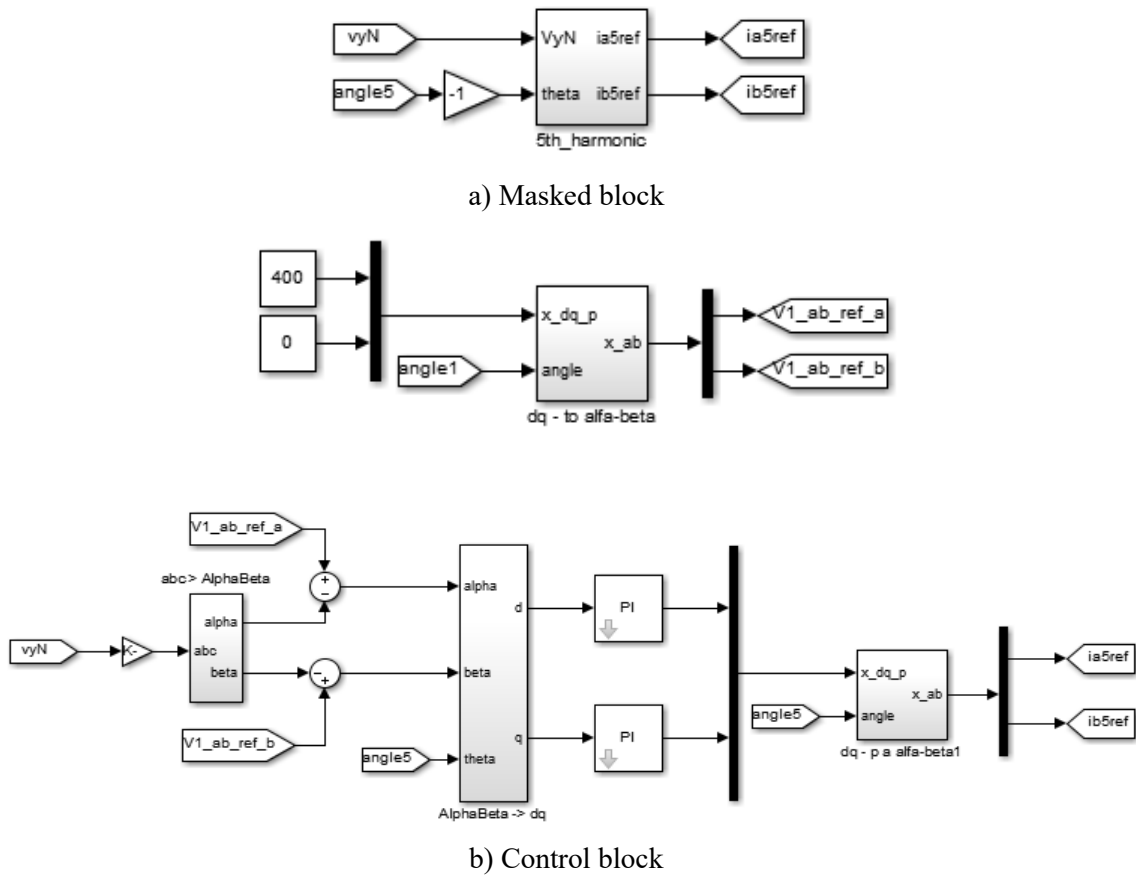 vyN
VyN ia5ref
ia5ref
angle5
-1
theta ib5ref
ib5ref
5th_harmonic
a) Masked block
400
0
x_dq_p
x_ab
angle1
angle
V1_ab_ref_a
V1_ab_ref_b
dq - to alfa-beta
V1_ab_ref_a
abc > AlphaBeta
alpha
abc
beta
vyN
K-
V1_ab_ref_b
alpha
d
beta
q
theta
angle5
AlphaBeta -> dq
PI
PI
x_dq_p
x_ab
angle
angle5
dq - p a alfa-beta1
ia5ref
ib5ref
b) Control block